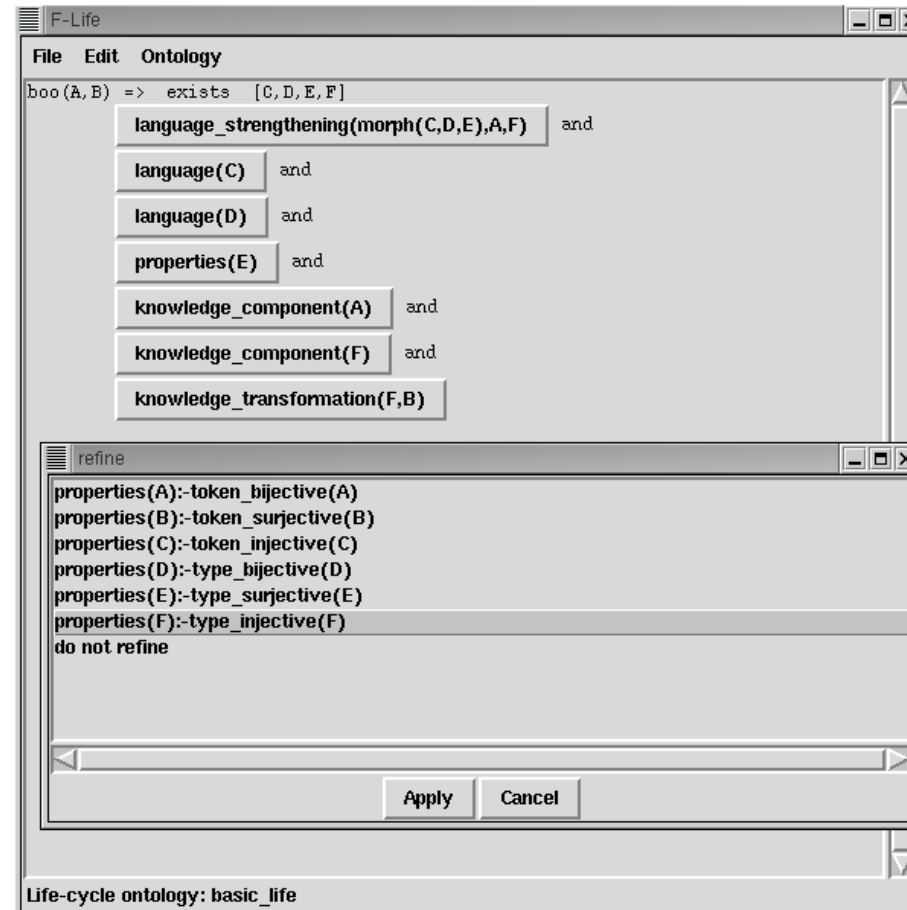 F-Life
File Edit Ontology
boo(A,B) => exists [C,D,E,F]
language_strengthening(morph(C,D,E),A,F) and
language(C) and
language(D) and
properties(E) and
knowledge_component(A) and
knowledge_component(F) and
knowledge_transformation(F,B)
refine
properties(A):-token_bijective(A)
properties(B):-token_surjective(B)
properties(C):-token_injective(C)
properties(D):-type_bijective(D)
properties(E):-type_surjective(E)
properties(F):-type_injective(F)
do not refine
Apply Cancel
Life-cycle ontology: basic_life